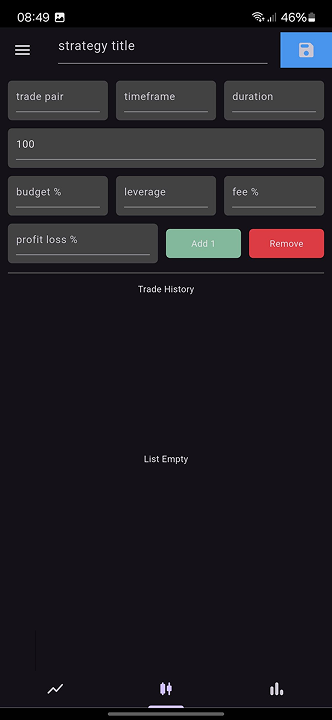 08:49 46%
strategy title
trade pair timeframe duration
100
budget % leverage fee %
profit loss % Add 1 Remove
Trade History
List Empty